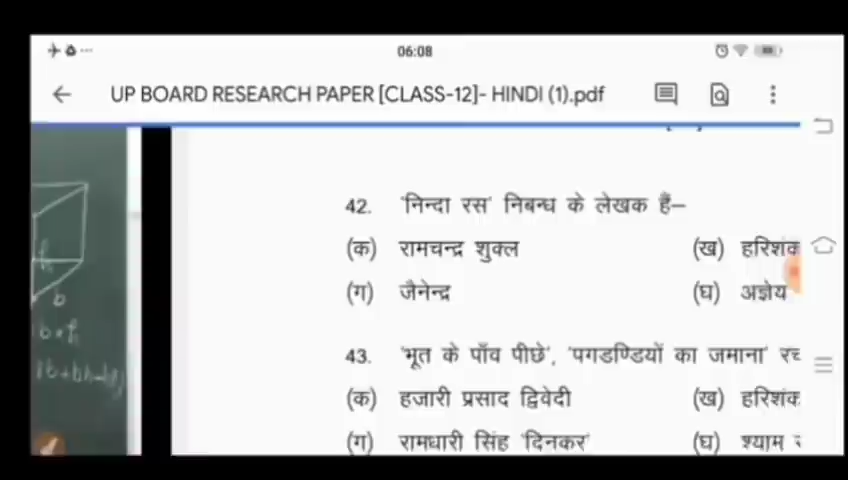 06:08
UP BOARD RESEARCH PAPER [CLASS-12]- HINDI (1).pdf
42. 'निन्दा रस' निबन्ध के लेखक हैं–
(क) रामचन्द्र शुक्ल (ख) हरिशंक
(ग) जैनेन्द्र (घ) अज्ञेय
43. 'भूत के पाँव पीछे', 'पगडण्डियों का जमाना' रच
(क) हजारी प्रसाद द्विवेदी (ख) हरिशंक
(ग) रामधारी सिंह 'दिनकर' (घ) श्याम
h
b